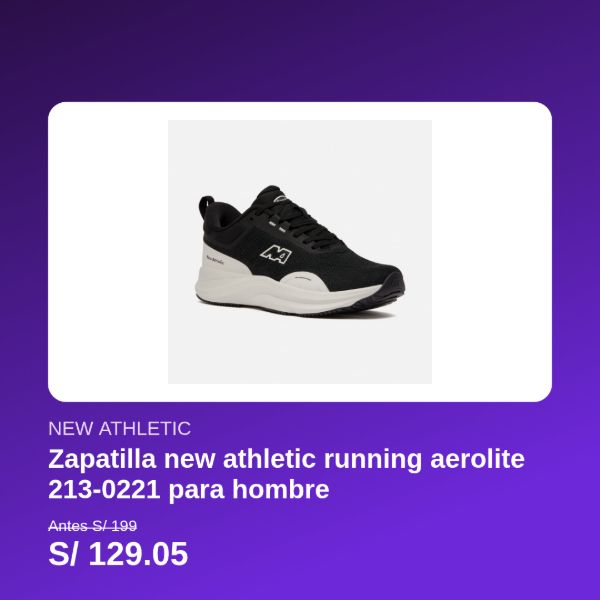 NEW ATHLETIC
Zapatilla new athletic running aerolite
213-0221 para hombre
Antes S/ 199
S/ 129.05